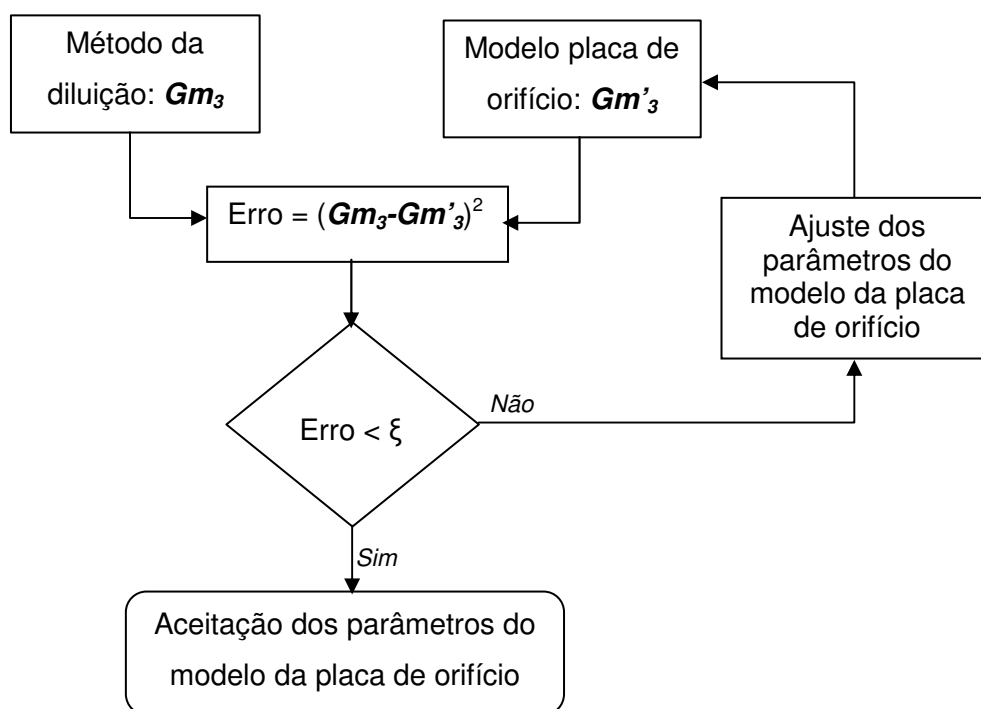 Método da
diluição: Gm₃
Modelo placa de
orifício: Gm'₃
Erro = (Gm₃-Gm'₃)²
Ajuste dos
parâmetros do
modelo da placa
de orifício
Erro < ξ
Não
Sim
Aceitação dos parâmetros do
modelo da placa de orifício